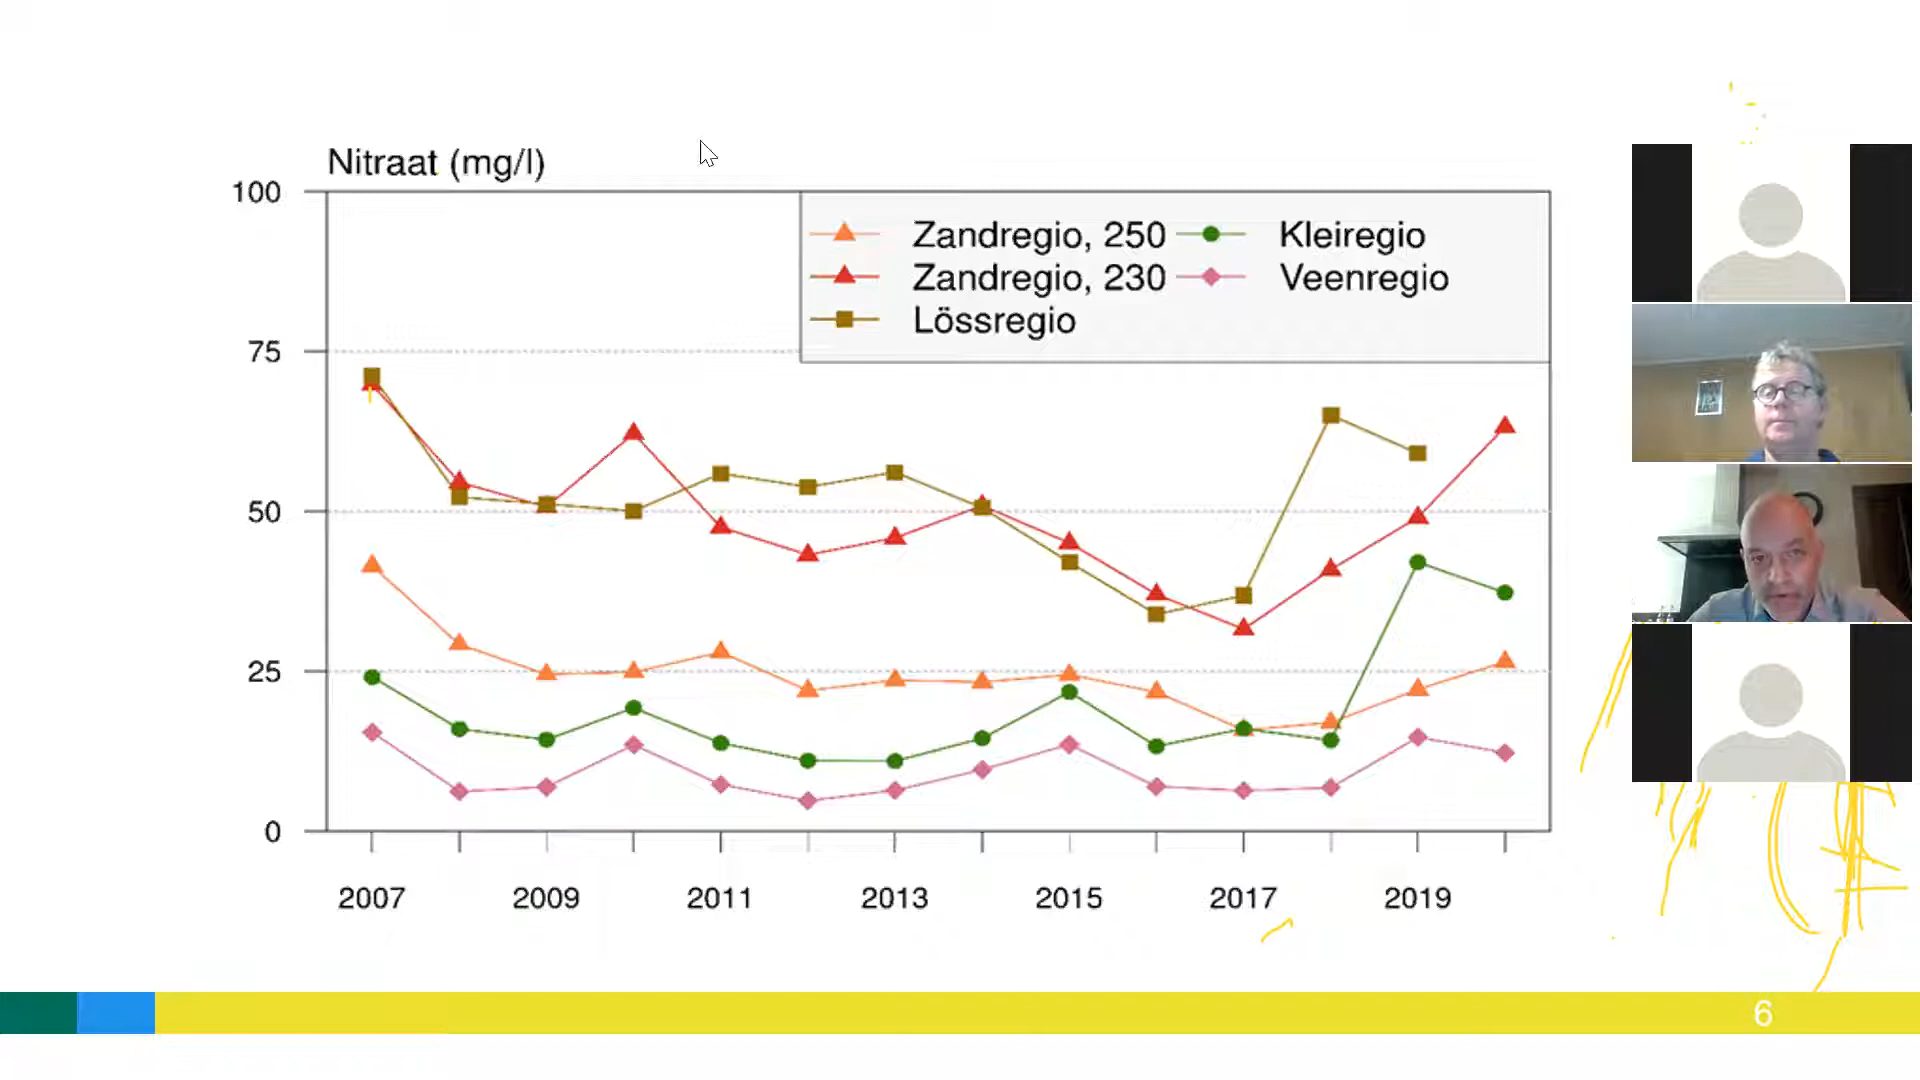 Nitraat (mg/l)
100
75
50
25
0
Zandregio, 250
Zandregio, 230
Lössregio
Kleiregio
Veenregio
2007 2009 2011 2013 2015 2017 2019
6